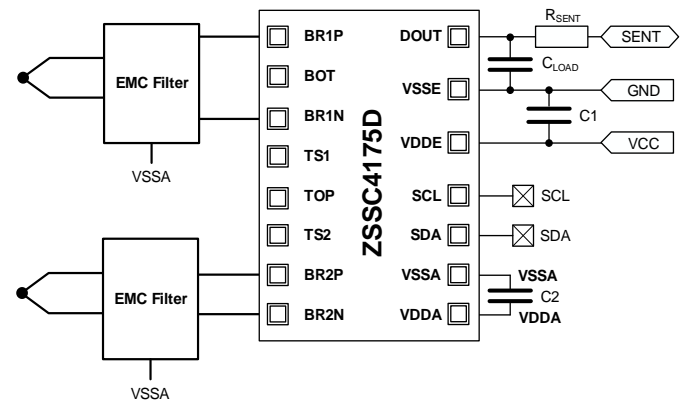 BR1P
BOT
BR1N
TS1
TOP
TS2
BR2P
BR2N
EMC Filter
VSSA
EMC Filter
VSSA
ZSSC4175D
DOUT
VSSE
VDDE
SCL
SDA
VSSA
VDDA
RSENT
SENT
CLOAD
GND
C1
VCC
SCL
SDA
VSSA
C2
VDDA